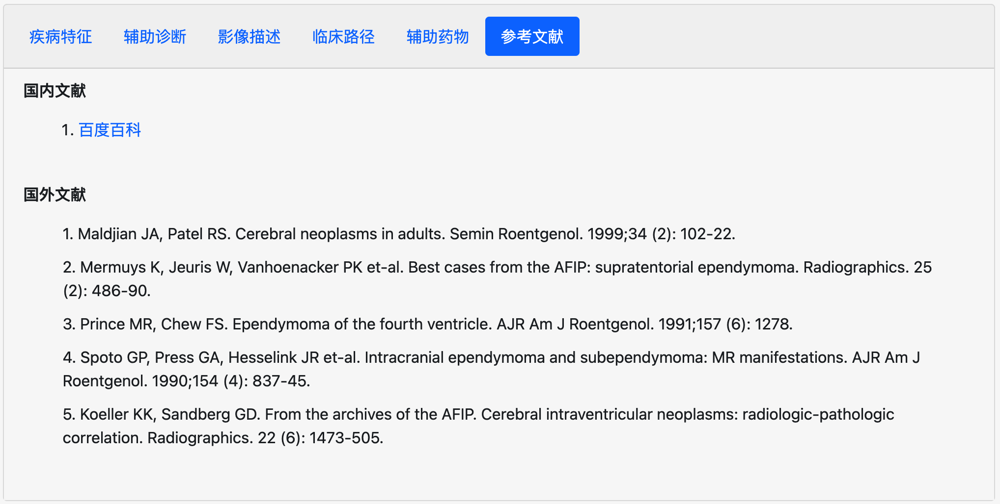 疾病特征 辅助诊断 影像描述 临床路径 辅助药物 参考文献
国内文献
1. 百度百科
国外文献
1. Maldjian JA, Patel RS. Cerebral neoplasms in adults. Semin Roentgenol. 1999;34 (2): 102-22.
2. Mermuys K, Jeuris W, Vanhoenacker PK et-al. Best cases from the AFIP: supratentorial ependymoma. Radiographics. 25
(2): 486-90.
3. Prince MR, Chew FS. Ependymoma of the fourth ventricle. AJR Am J Roentgenol. 1991;157 (6): 1278.
4. Spoto GP, Press GA, Hesselink JR et-al. Intracranial ependymoma and subependymoma: MR manifestations. AJR Am J
Roentgenol. 1990;154 (4): 837-45.
5. Koeller KK, Sandberg GD. From the archives of the AFIP. Cerebral intraventricular neoplasms: radiologic-pathologic
correlation. Radiographics. 22 (6): 1473-505.